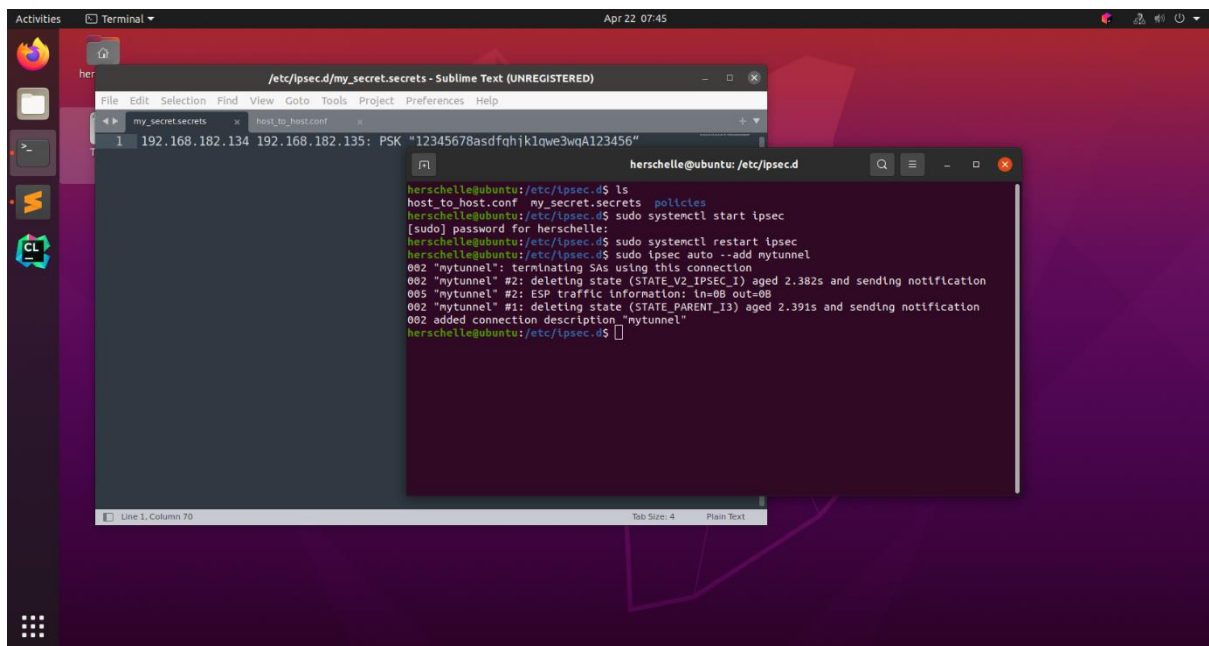 Activities Terminal Apr 22 07:45
her
/etc/ipsec.d/my_secret.secrets - Sublime Text (UNREGISTERED)
File Edit Selection Find View Goto Tools Project Preferences Help
my_secret.secrets host_to_host.conf
1 192.168.182.134 192.168.182.135: PSK "12345678asdfghjk1qwe3wqA123456“
herschelle@ubuntu: /etc/ipsec.d
herschelle@ubuntu:/etc/ipsec.d$ ls
host_to_host.conf my_secret.secrets policies
herschelle@ubuntu:/etc/ipsec.d$ sudo systemctl start ipsec
[sudo] password for herschelle:
herschelle@ubuntu:/etc/ipsec.d$ sudo systemctl restart ipsec
herschelle@ubuntu:/etc/ipsec.d$ sudo ipsec auto --add mytunnel
002 "mytunnel": terminating SAs using this connection
002 "mytunnel" #2: deleting state (STATE_V2_IPSEC_I) aged 2.382s and sending notification
005 "mytunnel" #2: ESP traffic information: in=0B out=0B
002 "mytunnel" #1: deleting state (STATE_PARENT_I3) aged 2.391s and sending notification
002 added connection description "mytunnel"
herschelle@ubuntu:/etc/ipsec.d$
Line 1, Column 70 Tab Size: 4 Plain Text